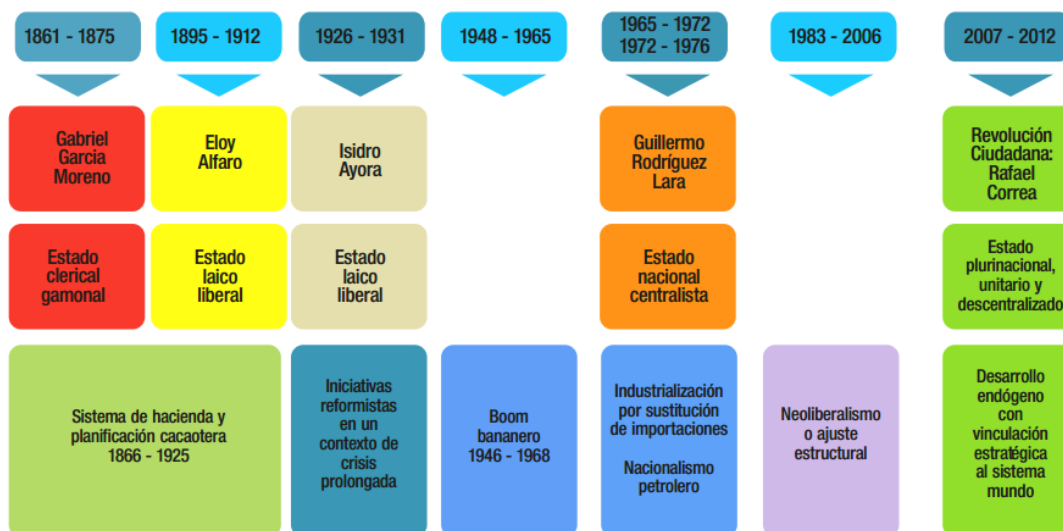 1861 - 1875
1895 - 1912
1926 - 1931
1948 - 1965
1965 - 1972
1972 - 1976
1983 - 2006
2007 - 2012
Gabriel
Garcia
Moreno
Eloy
Alfaro
Isidro
Ayora
Guillermo
Rodríguez
Lara
Revolución
Ciudadana:
Rafael
Correa
Estado
clerical
gamonal
Estado
laico
liberal
Estado
laico
liberal
Estado
nacional
centralista
Estado
plurinacional,
unitario y
descentralizado
Sistema de hacienda y
planificación cacaotera
1866 - 1925
Iniciativas
reformistas
en un
contexto de
crisis
prolongada
Boom
bananero
1946 - 1968
Industrialización
por sustitución
de importaciones
Nacionalismo
petrolero
Neoliberalismo
o ajuste
estructural
Desarrollo
endógeno
con
vinculación
estratégica
al sistema
mundo